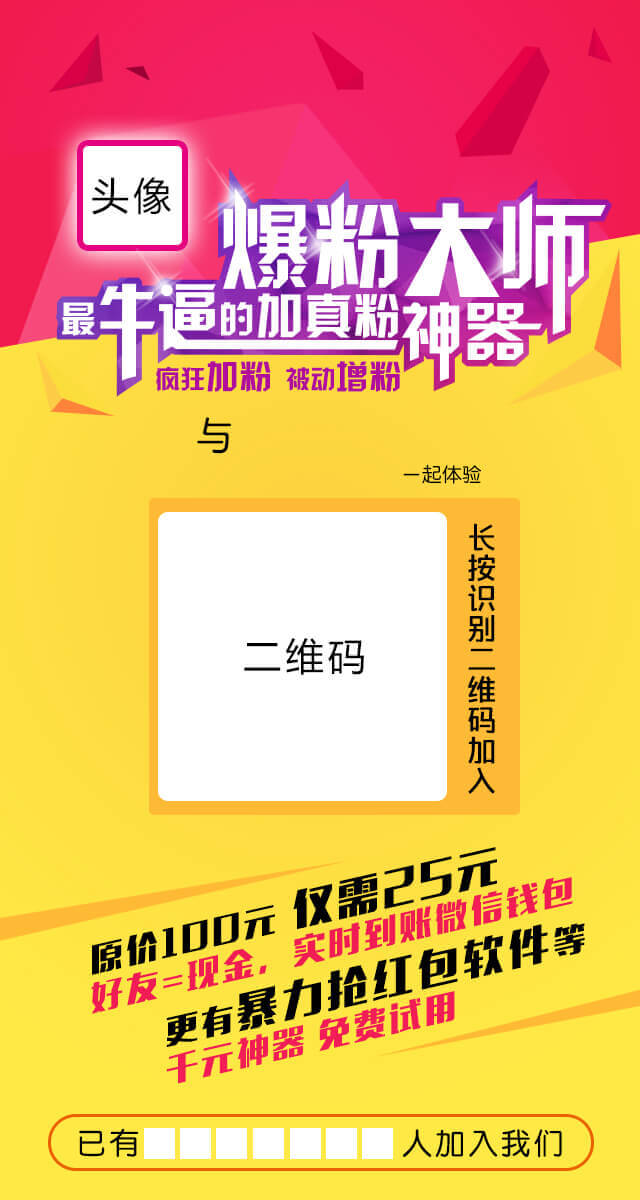 头像
爆粉大师
最牛逼的加真粉神器
疯狂加粉 被动增粉
与
一起体验
二维码
长按识别二维码加入
原价100元 仅需25元
好友=现金，实时到账微信钱包
更有暴力抢红包软件等
千元神器 免费试用
已有 人加入我们